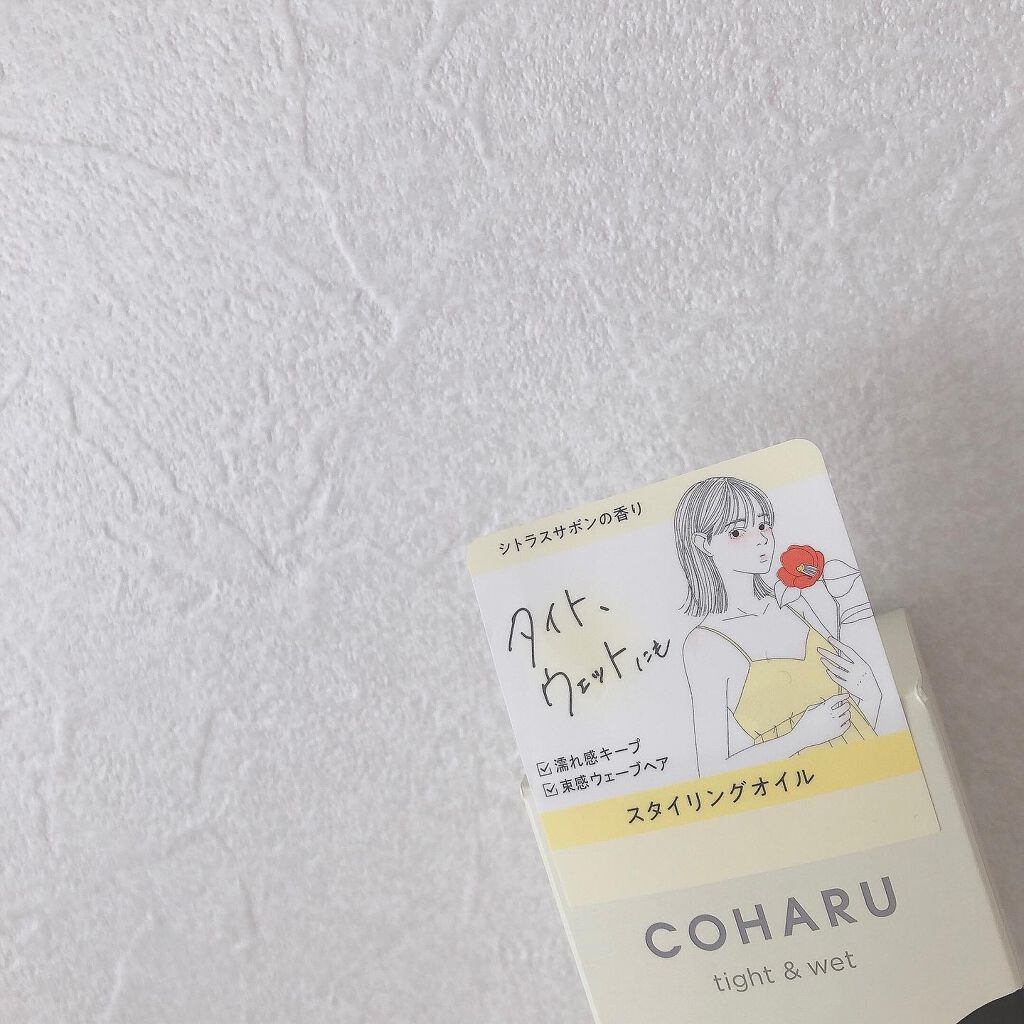 シトラスサボンの香り
タイト、
ウェットにも
☑濡れ感キープ
☑束感ウェーブヘア
スタイリングオイル
COHARU
tight & wet